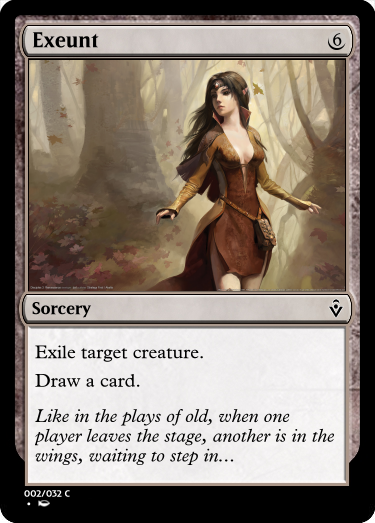 Exeunt 6
Sorcery
Exile target creature.
Draw a card.
Like in the plays of old, when one
player leaves the stage, another is in the
wings, waiting to step in…
002/032 C